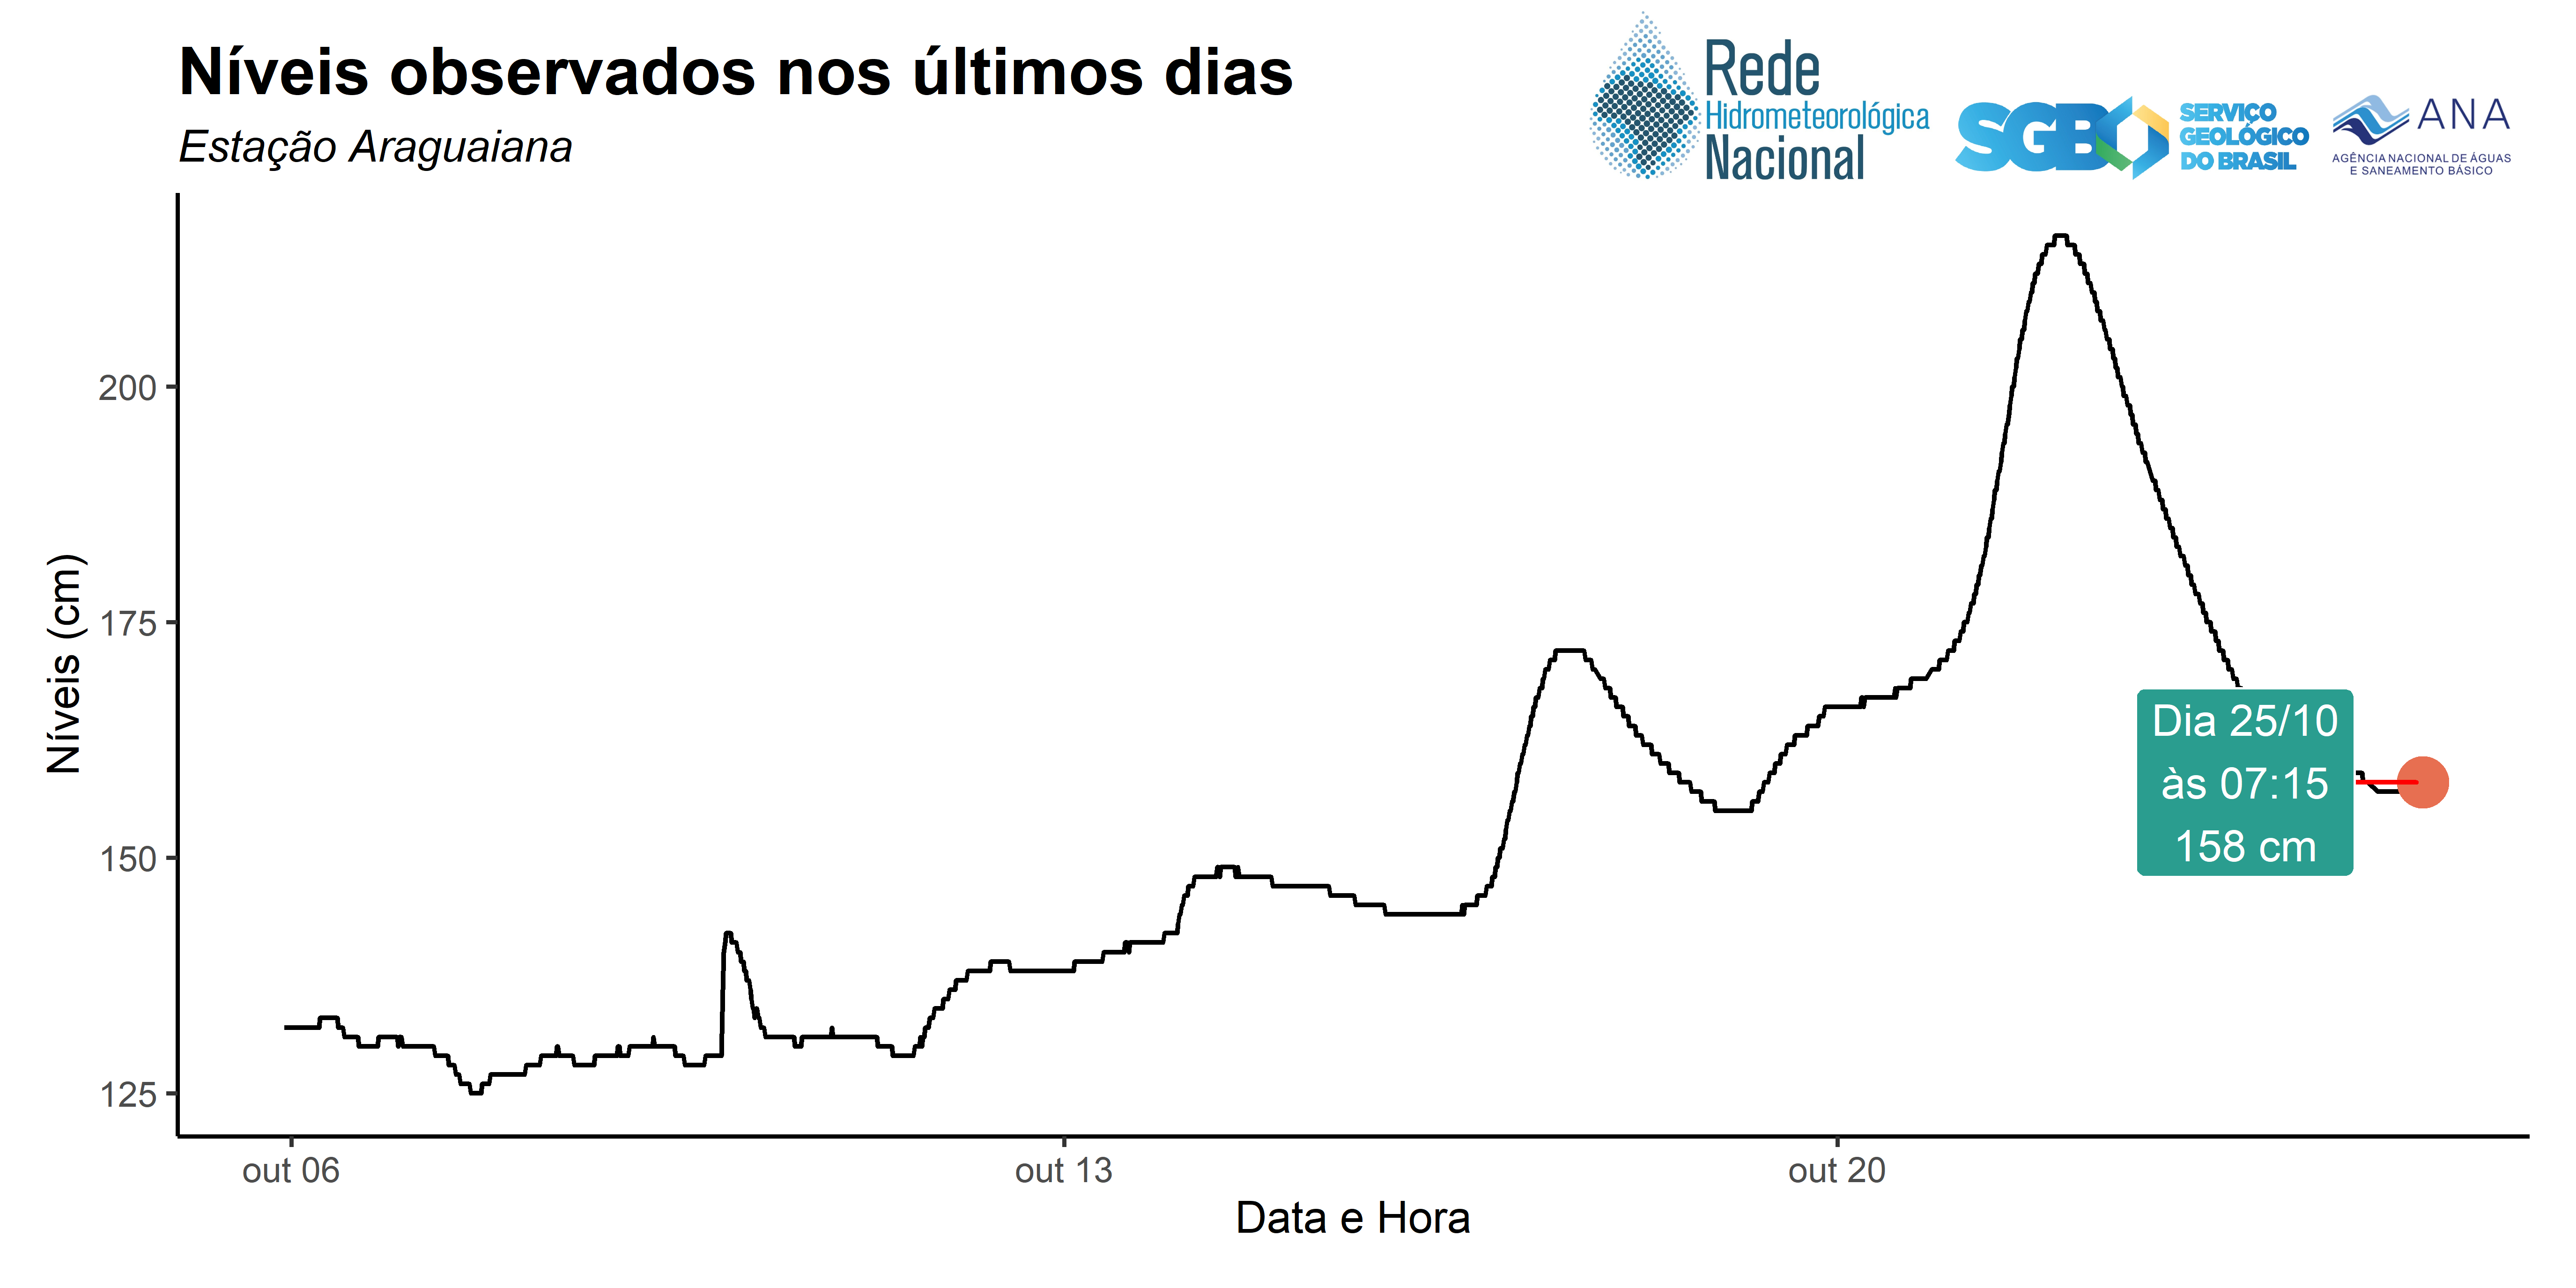 Níveis observados nos últimos dias
Estação Araguaiana
Rede
Hidrometeorológica
Nacional
SGB
SERVIÇO
GEOLÓGICO
DO BRASIL
ANA
AGÊNCIA NACIONAL DE ÁGUAS
E SANEAMENTO BÁSICO
Níveis (cm)
200
175
150
125
Dia 25/10
às 07:15
158 cm
out 06
out 13
out 20
Data e Hora